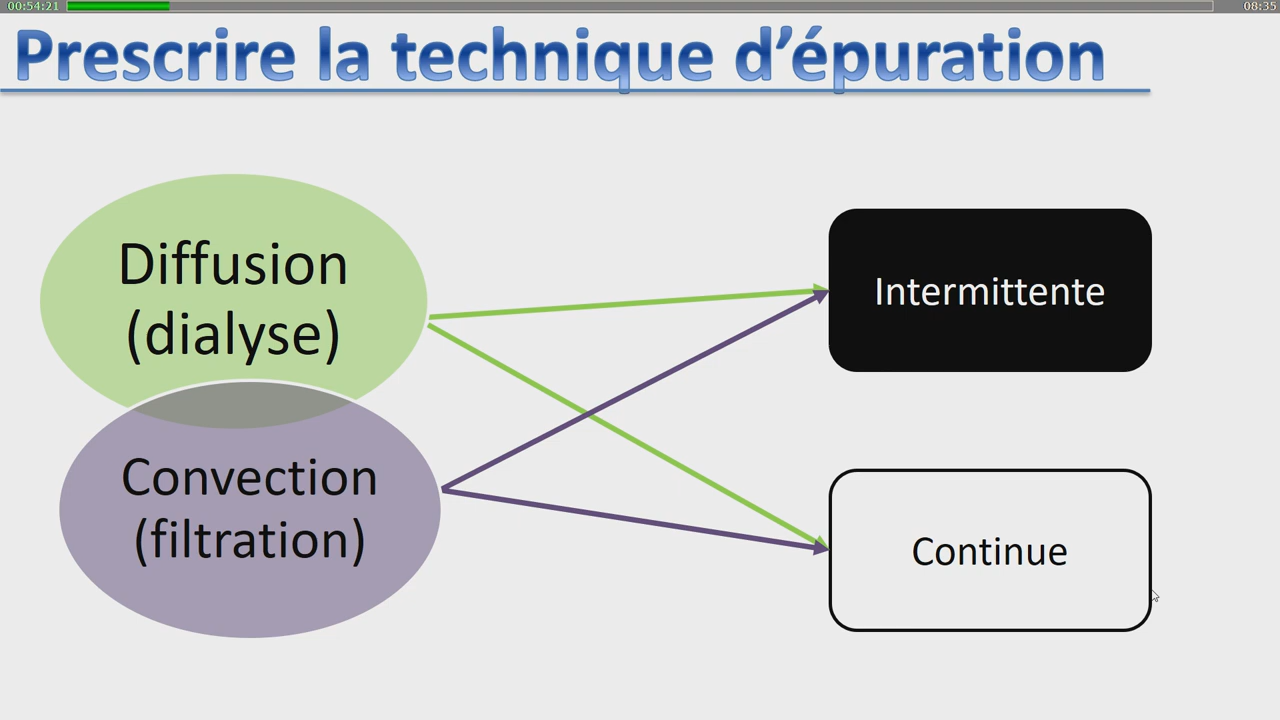 00:54:21
08:35
Prescrire la technique d’épuration
Diffusion
(dialyse)
Intermittente
Convection
(filtration)
Continue